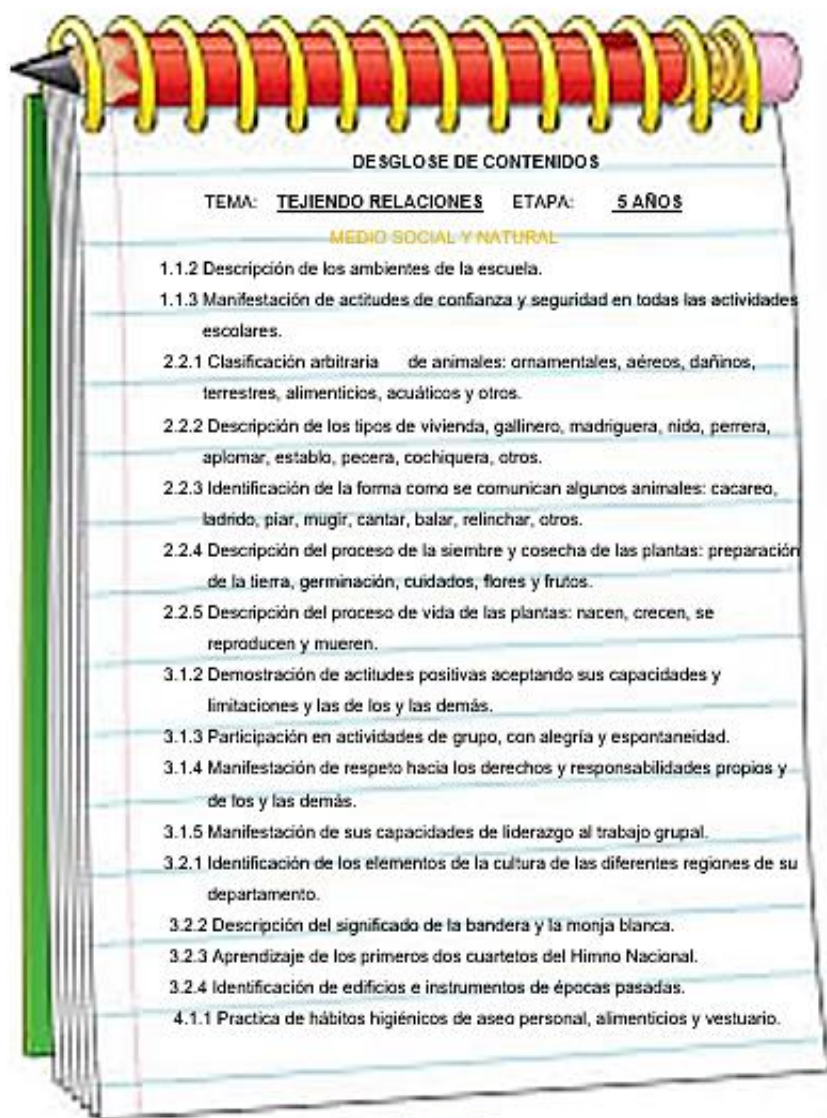 DESGLOSE DE CONTENIDOS
TEMA: TEJIENDO RELACIONES ETAPA: 5 AÑOS
MEDIO SOCIAL Y NATURAL
1.1.2 Descripción de los ambientes de la escuela.
1.1.3 Manifestación de actitudes de confianza y seguridad en todas las actividades
escolares.
2.2.1 Clasificación arbitraria de animales: ornamentales, aéreos, dañinos,
terrestres, alimenticios, acuáticos y otros.
2.2.2 Descripción de los tipos de vivienda, gallinero, madriguera, nido, perrera,
aplomar, establo, pecera, cochiquera, otros.
2.2.3 Identificación de la forma como se comunican algunos animales: cacareo,
ladrido, piar, mugir, cantar, balar, relinchar, otros.
2.2.4 Descripción del proceso de la siembre y cosecha de las plantas: preparación
de la tierra, germinación, cuidados, flores y frutos.
2.2.5 Descripción del proceso de vida de las plantas: nacen, crecen, se
reproducen y mueren.
3.1.2 Demostración de actitudes positivas aceptando sus capacidades y
limitaciones y las de los y las demás.
3.1.3 Participación en actividades de grupo, con alegría y espontaneidad.
3.1.4 Manifestación de respeto hacia los derechos y responsabilidades propios y
de los y las demás.
3.1.5 Manifestación de sus capacidades de liderazgo al trabajo grupal.
3.2.1 Identificación de los elementos de la cultura de las diferentes regiones de su
departamento.
3.2.2 Descripción del significado de la bandera y la monja blanca.
3.2.3 Aprendizaje de los primeros dos cuartetos del Himno Nacional.
3.2.4 Identificación de edificios e instrumentos de épocas pasadas.
4.1.1 Practica de hábitos higiénicos de aseo personal, alimenticios y vestuario.